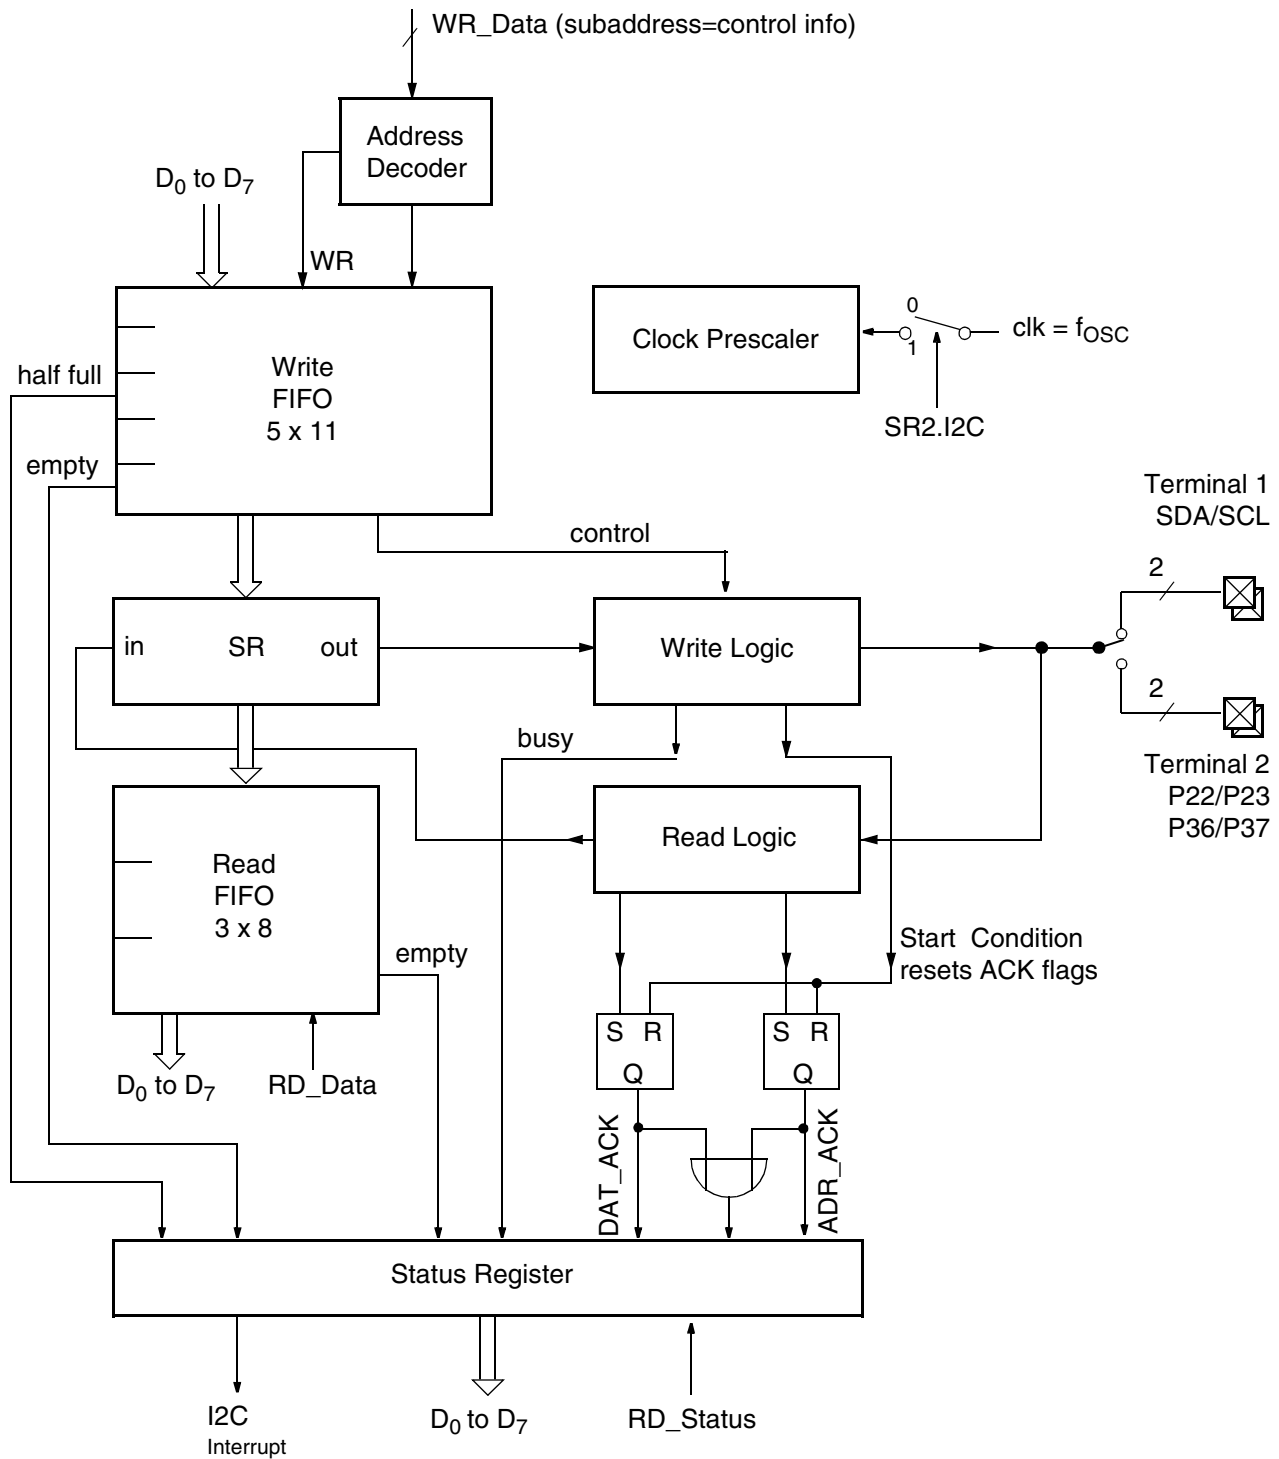 WR_Data (subaddress=control info)
Address
Decoder
D0 to D7
WR
Write
FIFO
5 x 11
half full
empty
Clock Prescaler
0
1
clk = fOSC
SR2.I2C
Terminal 1
SDA/SCL
control
2
in SR out
Write Logic
2
busy
Terminal 2
P22/P23
P36/P37
Read Logic
Read
FIFO
3 x 8
empty
Start Condition
resets ACK flags
S R
Q
S R
Q
D0 to D7
RD_Data
DAT_ACK
ADR_ACK
Status Register
I2C
Interrupt
D0 to D7
RD_Status